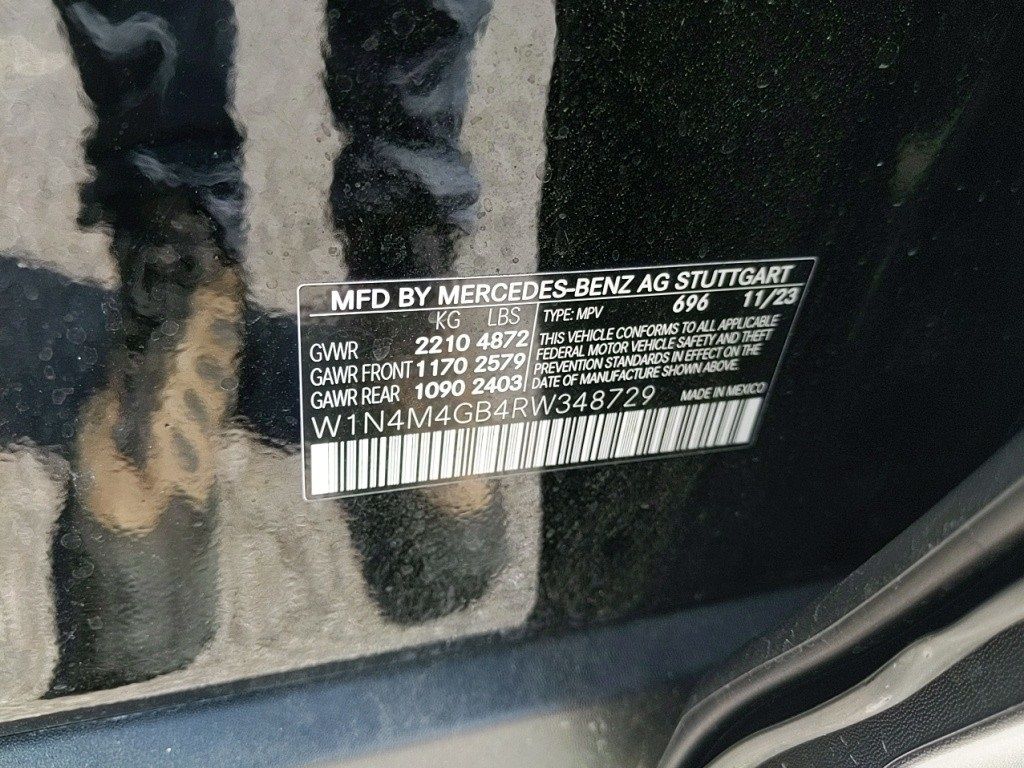 MFD BY MERCEDES-BENZ AG STUTTGART
KG LBS
GVWR 2210 4872
GAWR FRONT 1170 2579
GAWR REAR 1090 2403
TYPE: MPV 696 11/23
THIS VEHICLE CONFORMS TO ALL APPLICABLE
FEDERAL MOTOR VEHICLE SAFETY AND THEFT
PREVENTION STANDARDS IN EFFECT ON THE
DATE OF MANUFACTURE SHOWN ABOVE.
MADE IN MEXICO
W1N4M4GB4RW348729